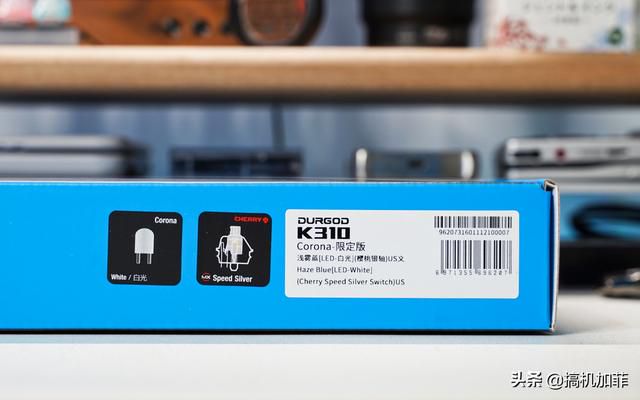 Corona
White / 白光
CHERRY
MX
Speed Silver
DURGOD
K310
Corona-限定版
浅雾蓝[LED-白光](樱桃银轴)US文
Haze Blue[LED-White]
(Cherry Speed Silver Switch)US
9620731601112100007
6971355696207
头条 @搞机加菲